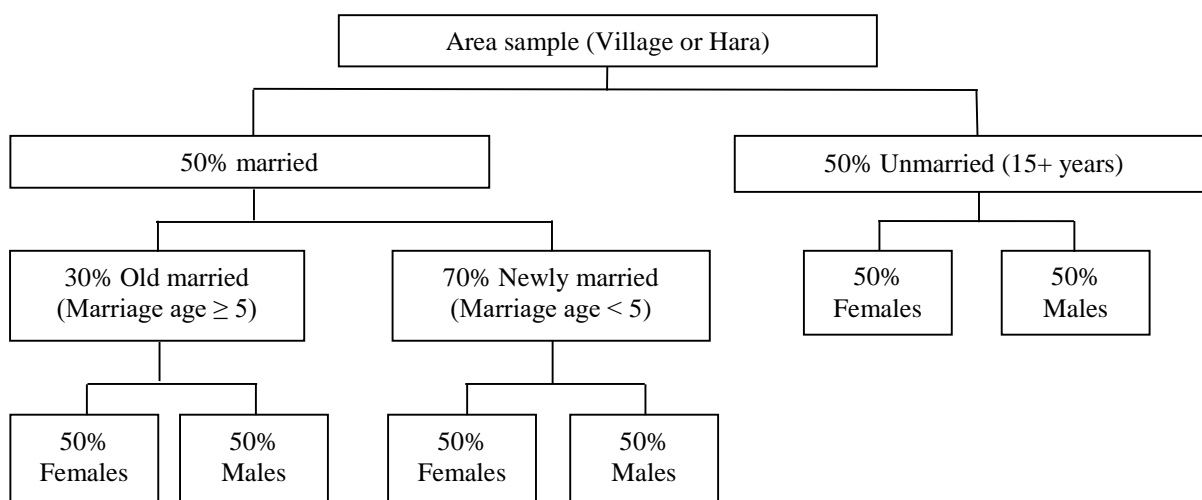 Area sample (Village or Hara)
50% married
50% Unmarried (15+ years)
30% Old married
(Marriage age ≥ 5)
70% Newly married
(Marriage age < 5)
50%
Females
50%
Males
50%
Females
50%
Males
50%
Females
50%
Males